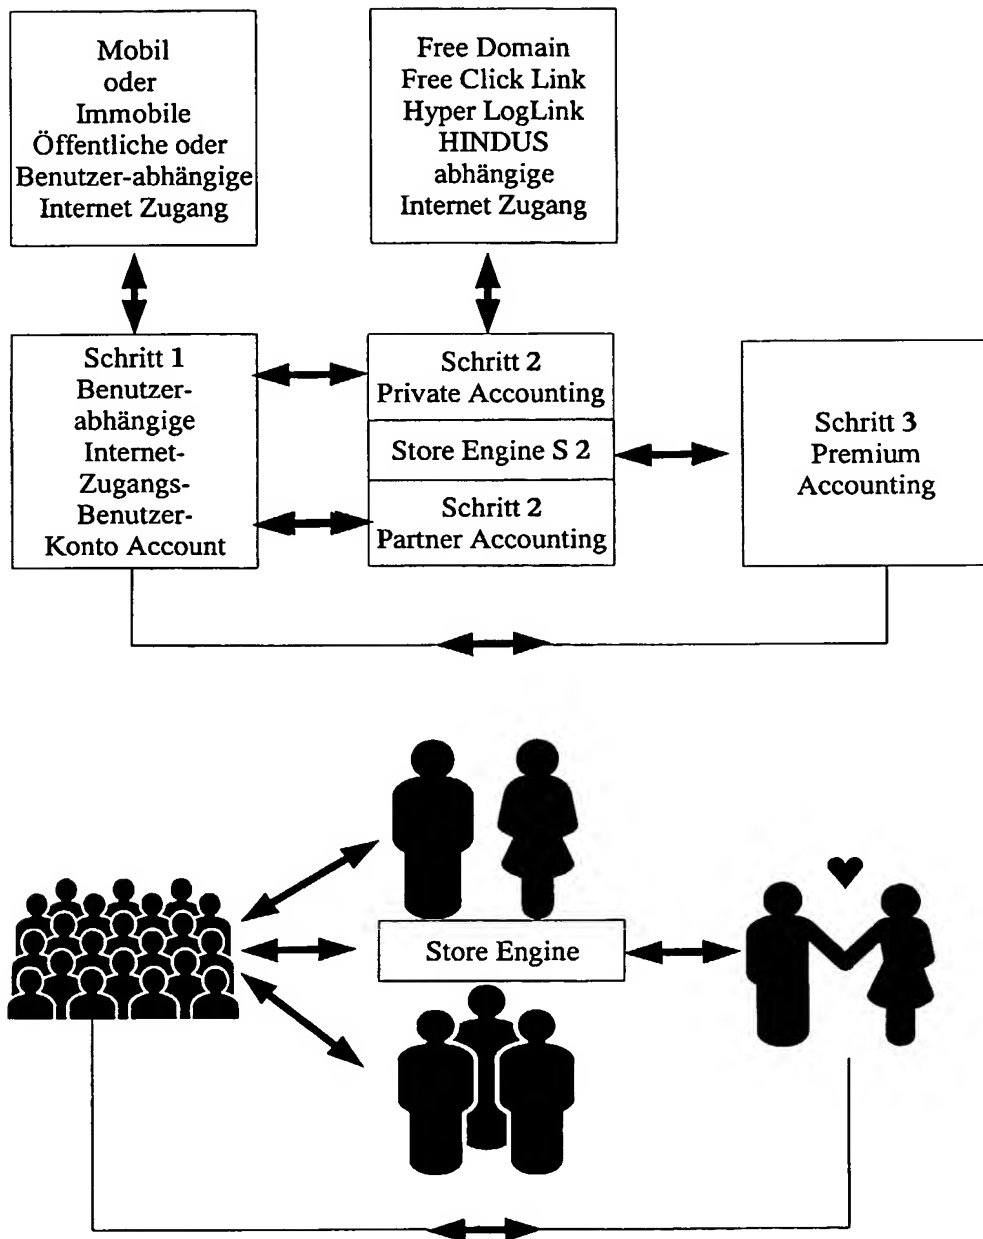 Mobil
oder
Immobile
Öffentliche oder
Benutzer-abhängige
Internet Zugang
Free Domain
Free Click Link
Hyper LogLink
HINDUS
abhängige
Internet Zugang
Schritt 1
Benutzer-
abhängige
Internet-
Zugangs-
Benutzer-
Konto Account
Schritt 2
Private Accounting
Store Engine S 2
Schritt 2
Partner Accounting
Schritt 3
Premium
Accounting
Store Engine